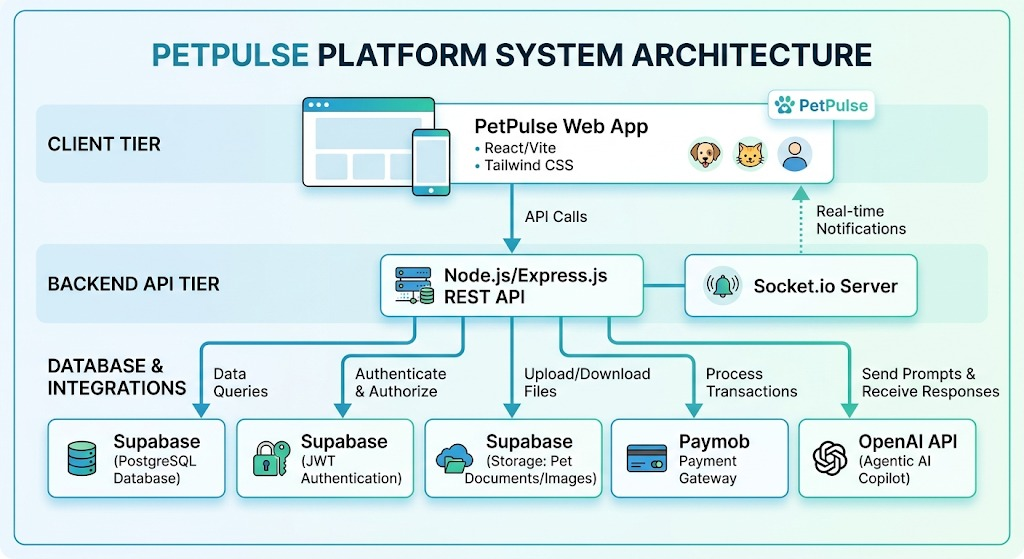 PETPULSE PLATFORM SYSTEM ARCHITECTURE
PetPulse
CLIENT TIER
PetPulse Web App
• React/Vite
• Tailwind CSS
API Calls
Real-time
Notifications
BACKEND API TIER
Node.js/Express.js
REST API
Socket.io Server
DATABASE &
INTEGRATIONS
Data
Queries
Authenticate
& Authorize
Upload/Download
Files
Process
Transactions
Send Prompts &
Receive Responses
Supabase
(PostgreSQL
Database)
Supabase
(JWT
Authentication)
Supabase
(Storage: Pet
Documents/Images)
Paymob
Payment
Gateway
OpenAI API
(Agentic AI
Copilot)